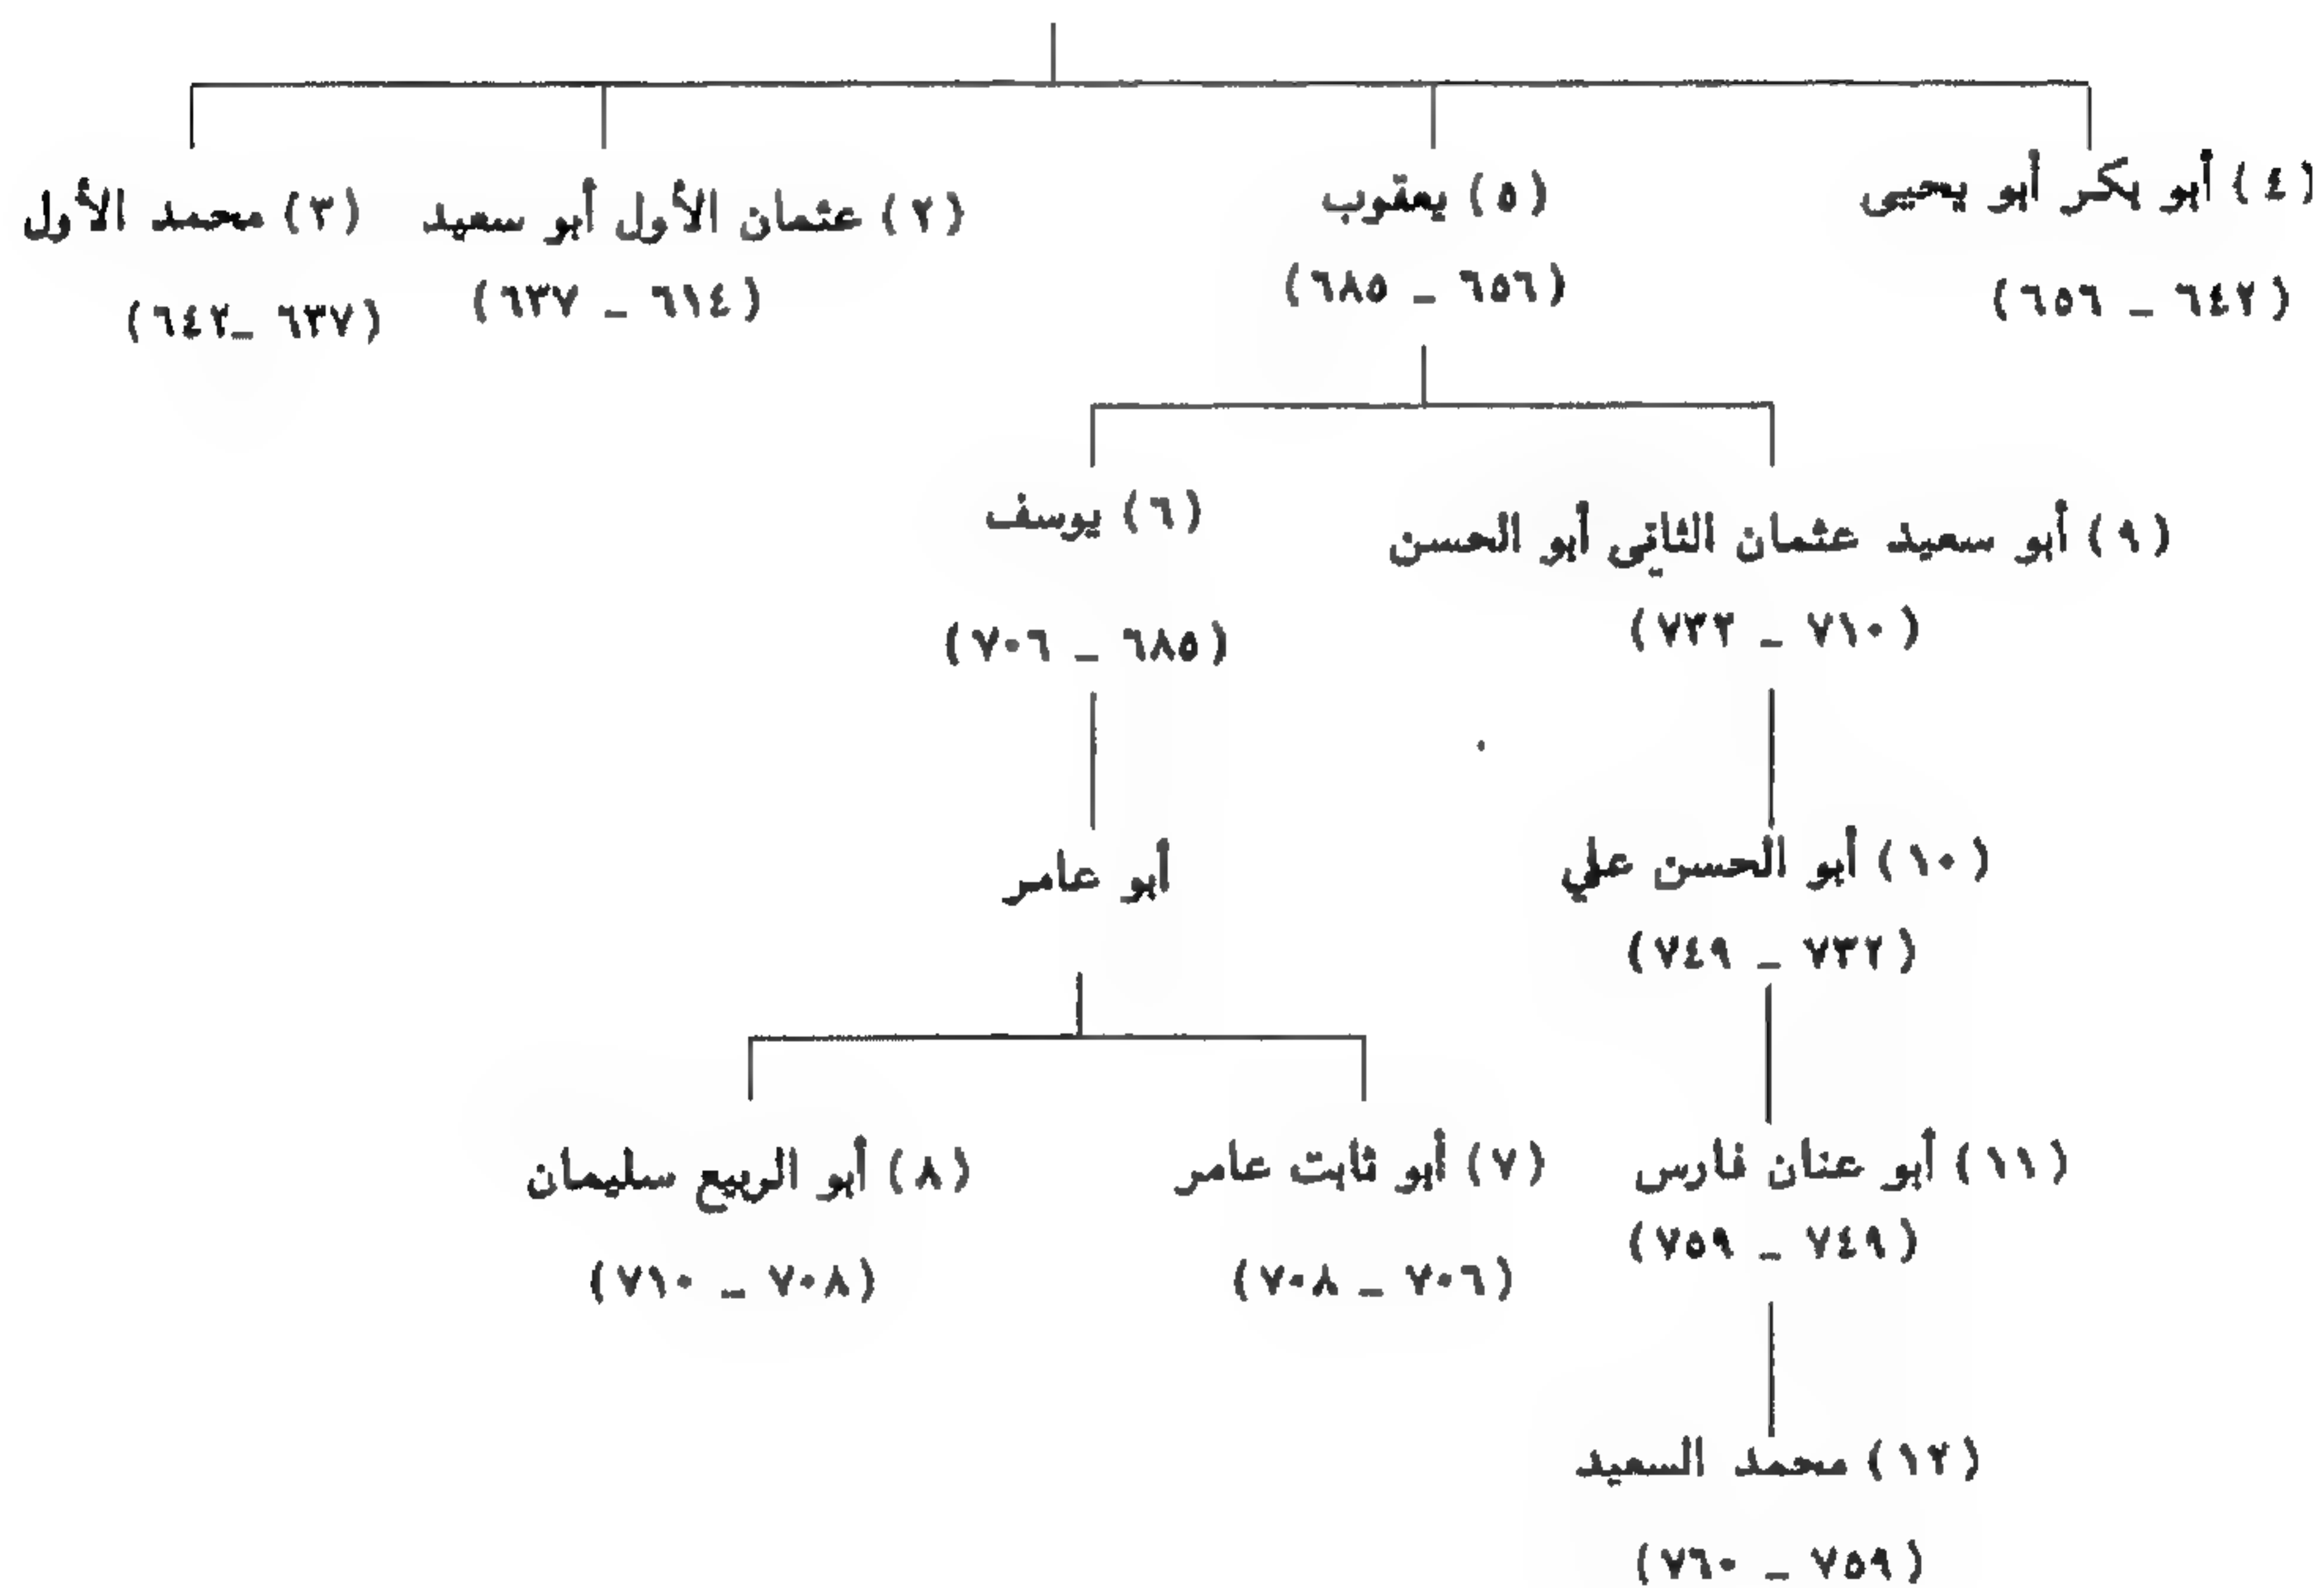 (٤) أبو بكر أبو يحيى
(٦٤٢ _ ٦٥٦)
(٥) يعقوب
(٦٥٦ _ ٦٨٥)
(٢) عثمان الأول أبو سعيد
(٦١٤ _ ٦٣٧)
(٣) محمد الأول
(٦٣٧ _ ٦٤٢)
(٩) أبو سعيد عثمان الثاني أبو الحسن
(٧١٠ _ ٧٣٢)
(٦) يوسف
(٦٨٥ _ ٧٠٦)
(١٠) أبو الحسن علي
(٧٣٢ _ ٧٤٩)
أبو عامر
(١١) أبو عنان فارس
(٧٤٩ _ ٧٥٩)
(٧) أبو ثابت عامر
(٧٠٦ _ ٧٠٨)
(٨) أبو الربيع سليمان
(٧٠٨ _ ٧١٠)
(١٢) محمد السعيد
(٧٥٩ _ ٧٦٠)